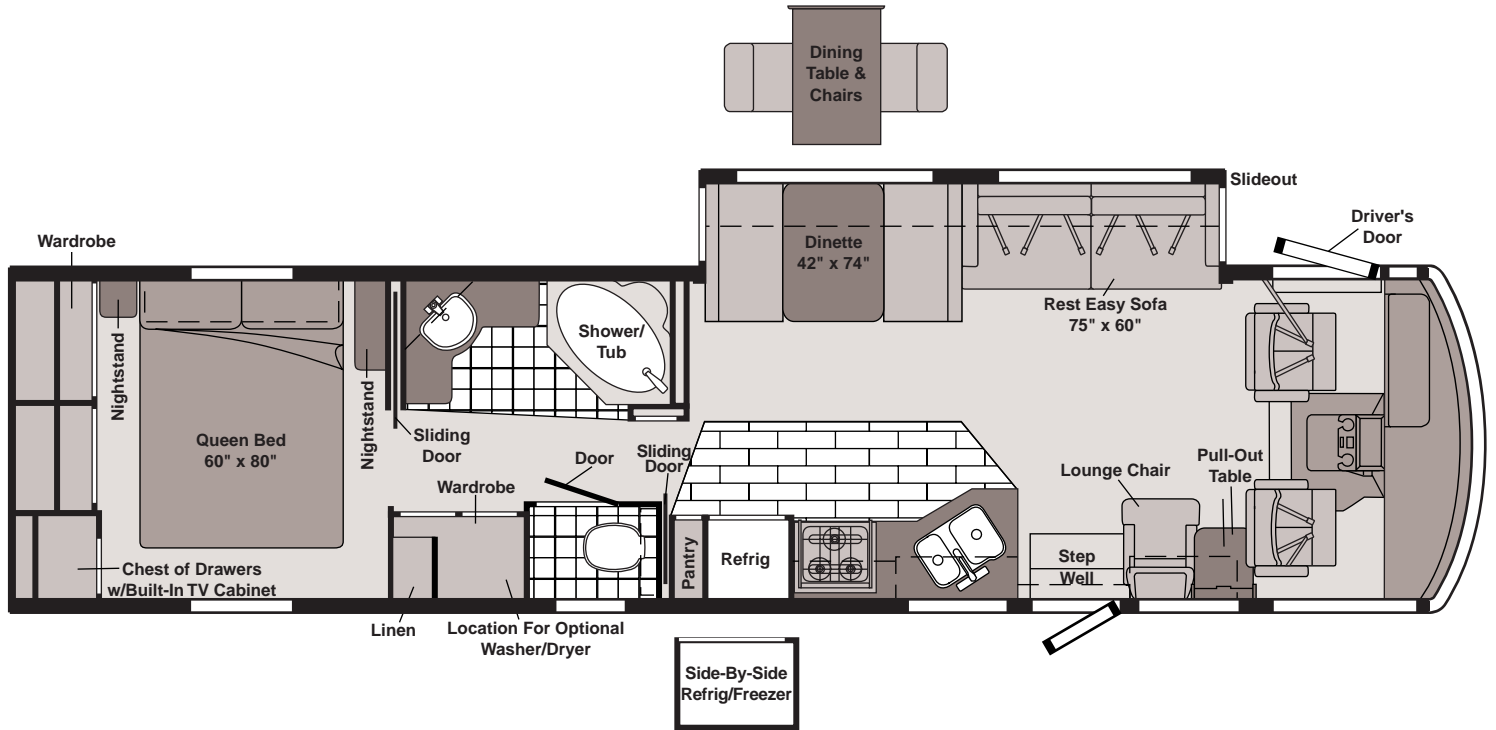 Dining
Table &
Chairs
Slideout
Driver's
Door
Wardrobe
Dinette
42" x 74"
Rest Easy Sofa
75" x 60"
Nightstand
Shower/
Tub
Nightstand
Queen Bed
60" x 80"
Sliding
Door
Door
Sliding
Door
Lounge Chair
Pull-Out
Table
Wardrobe
Pantry
Refrig
Step
Well
Chest of Drawers
w/Built-In TV Cabinet
Linen
Location For Optional
Washer/Dryer
Side-By-Side
Refrig/Freezer